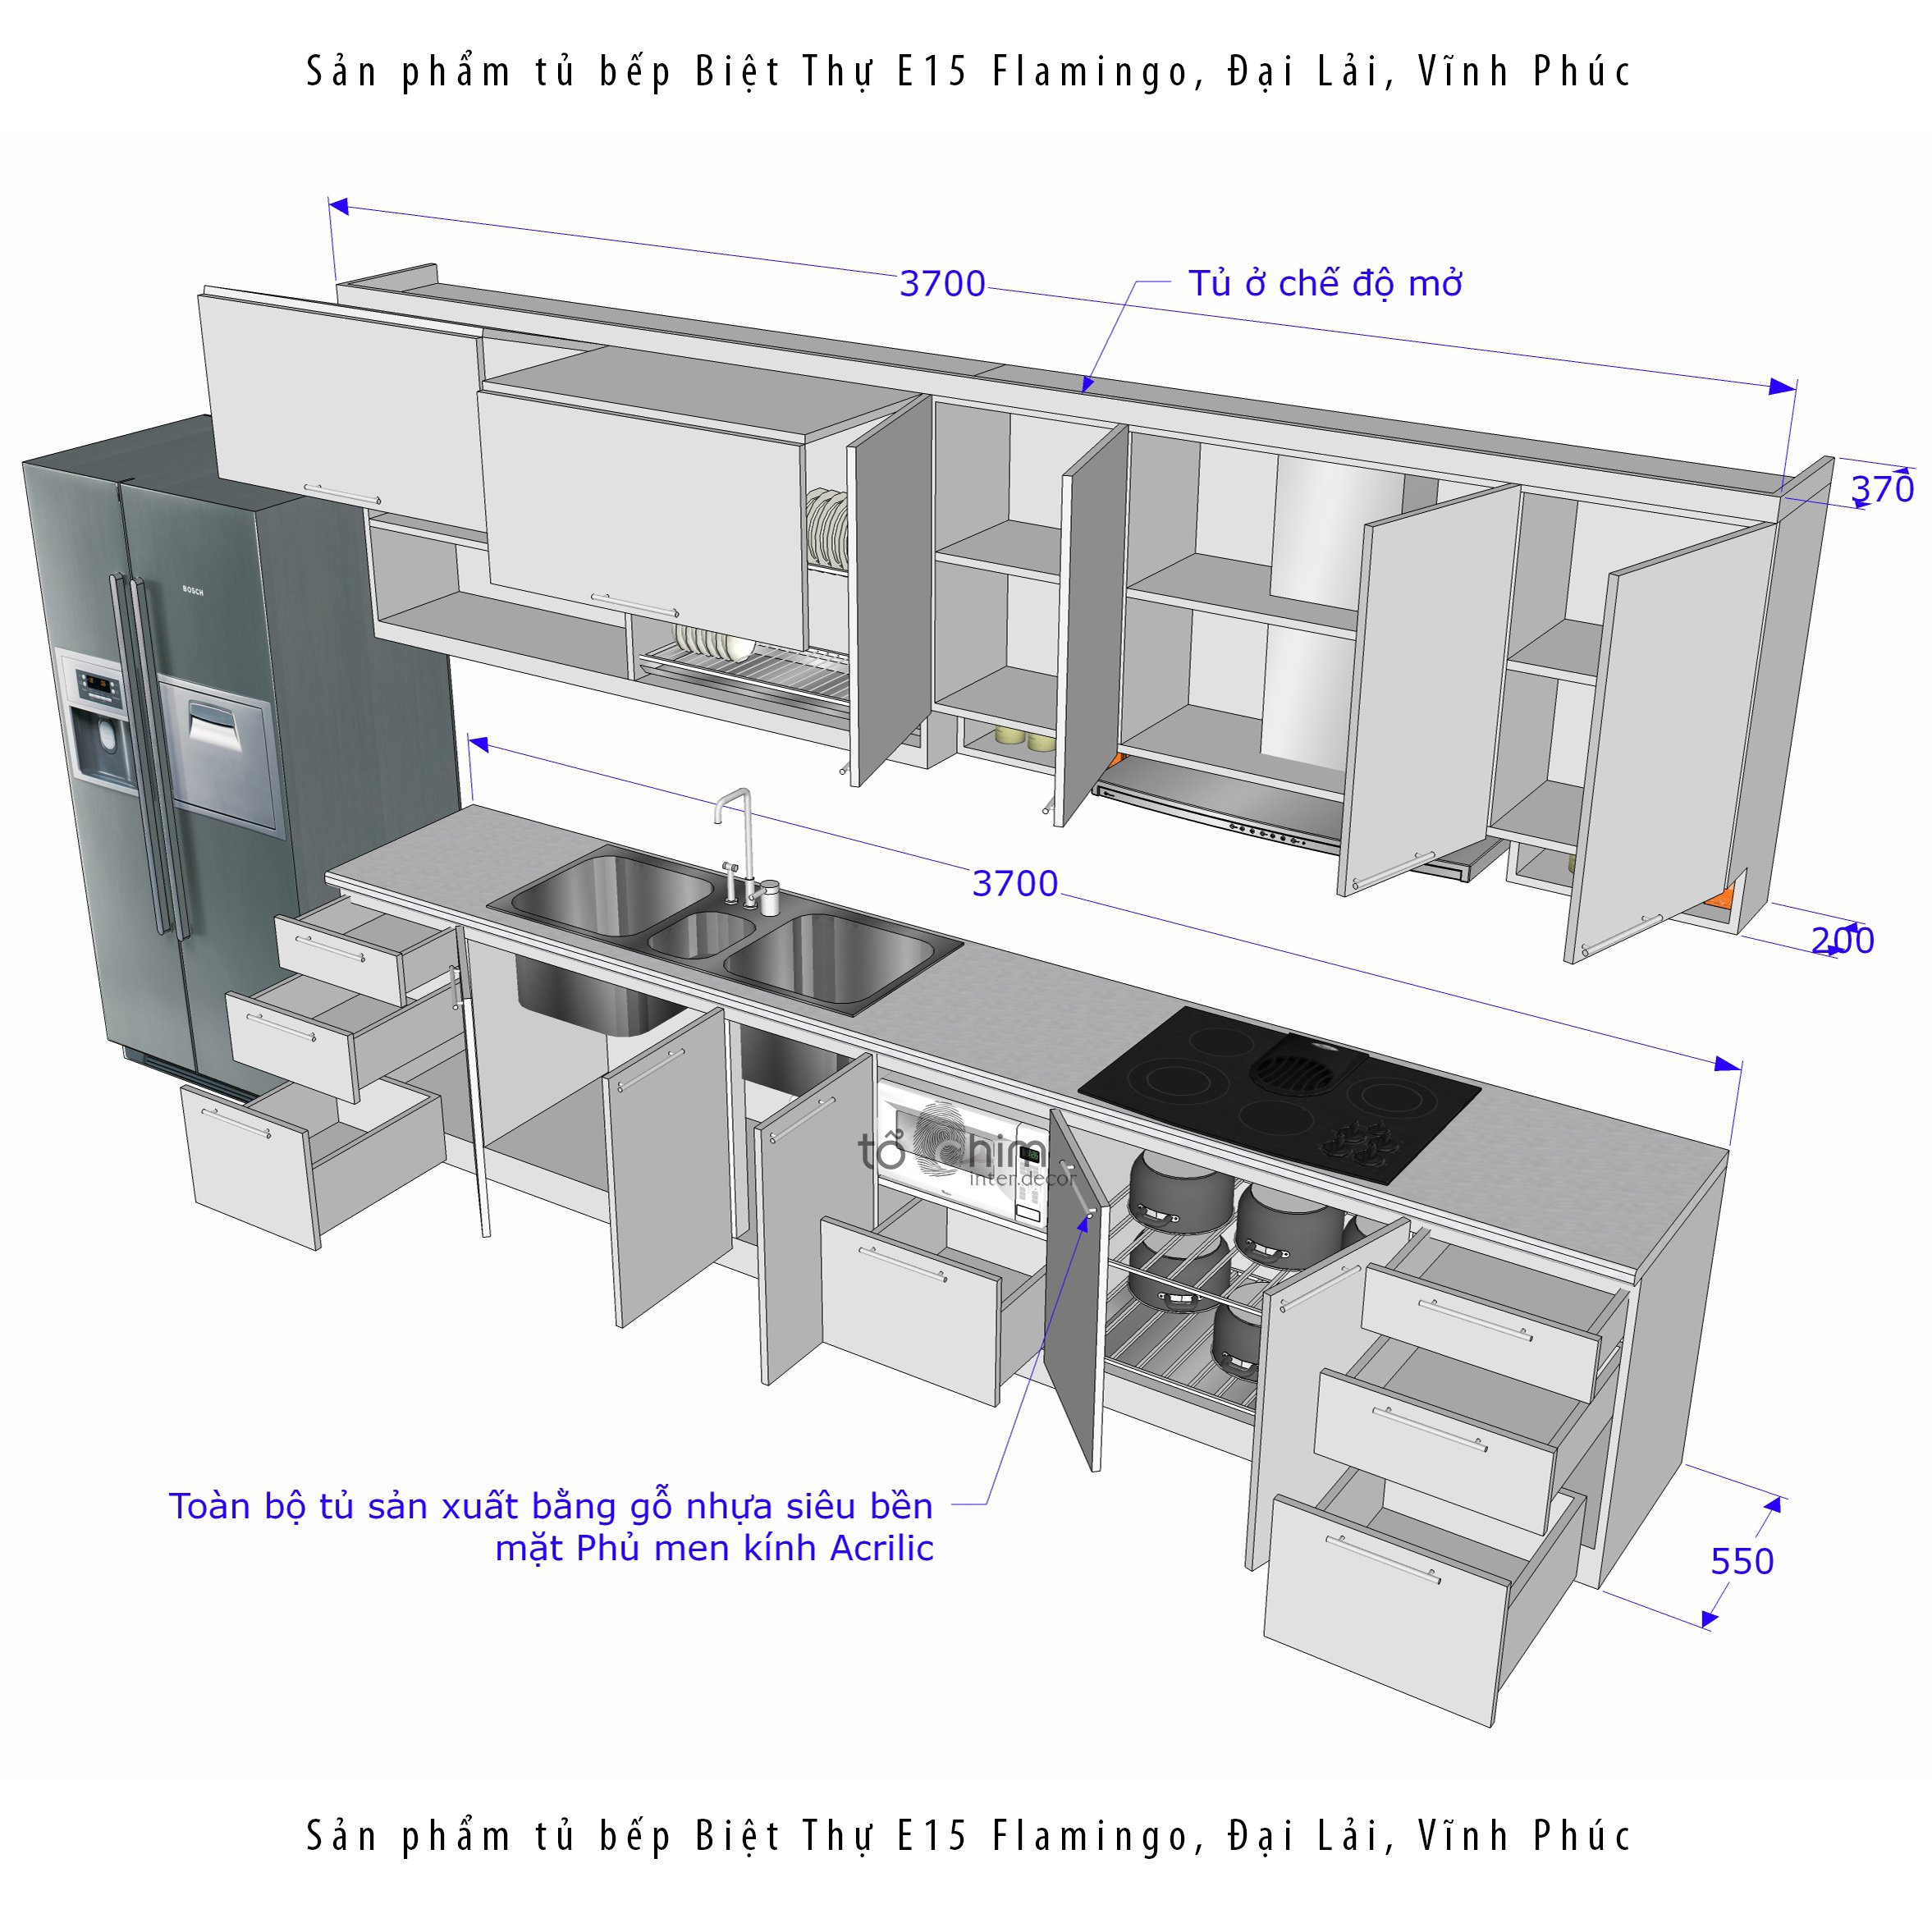 Sản phẩm tủ bếp Biệt Thự E15 Flamingo, Đại Lải, Vĩnh Phúc
3700
Tủ ở chế độ mở
370
BOSCH
3700
200
tổ chim
inter.decor
Toàn bộ tủ sản xuất bằng gỗ nhựa siêu bền
mặt Phủ men kính Acrilic
550
Sản phẩm tủ bếp Biệt Thự E15 Flamingo, Đại Lải, Vĩnh Phúc